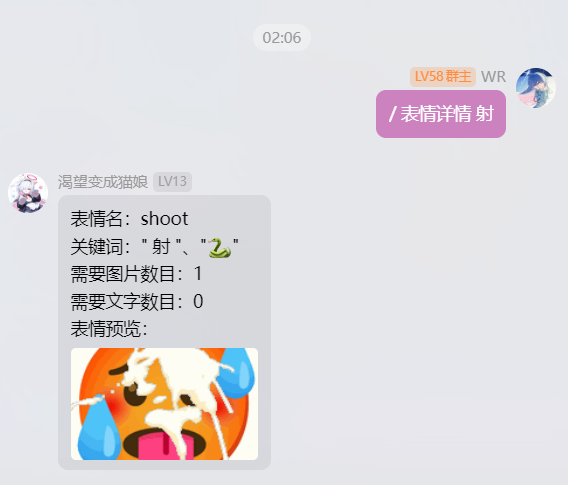 02:06
LV58 群主 WR
/ 表情详情 射
渴望变成猫娘 LV13
表情名：shoot
关键词：" 射 "、"🐍"
需要图片数目：1
需要文字数目：0
表情预览：